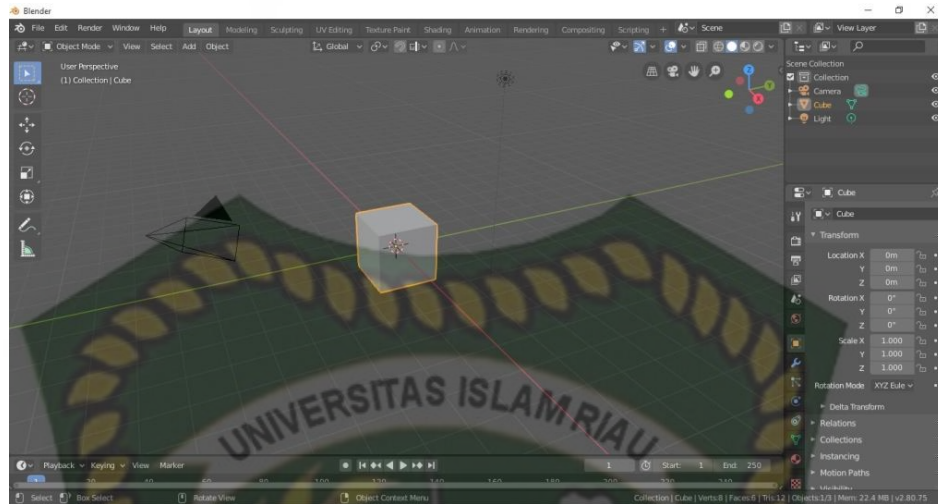 Blender
File Edit Render Window Help Layout Modeling Sculpting UV Editing Texture Paint Shading Animation Rendering Compositing Scripting + Scene View Layer
Object Mode View Select Add Object Global
User Perspective
(1) Collection | Cube
Z
Y
X
Scene Collection
Collection
Camera
Cube
Light
Cube
Cube
Transform
Location X 0m
Y 0m
Z 0m
Rotation X 0°
Y 0°
Z 0°
Scale X 1.000
Y 1.000
Z 1.000
Rotation Mode XYZ Eule
Delta Transform
Relations
Collections
Instancing
Motion Paths
Visibility
UNIVERSITAS ISLAM RIAU
Playback Keying View Marker 1 Start: 1 End: 250
Select Box Select Rotate View Object Context Menu Collection | Cube | Verts:8 | Faces:6 | Tris:12 | Objects:1/3 | Mem: 22.4 MB | v2.80.75